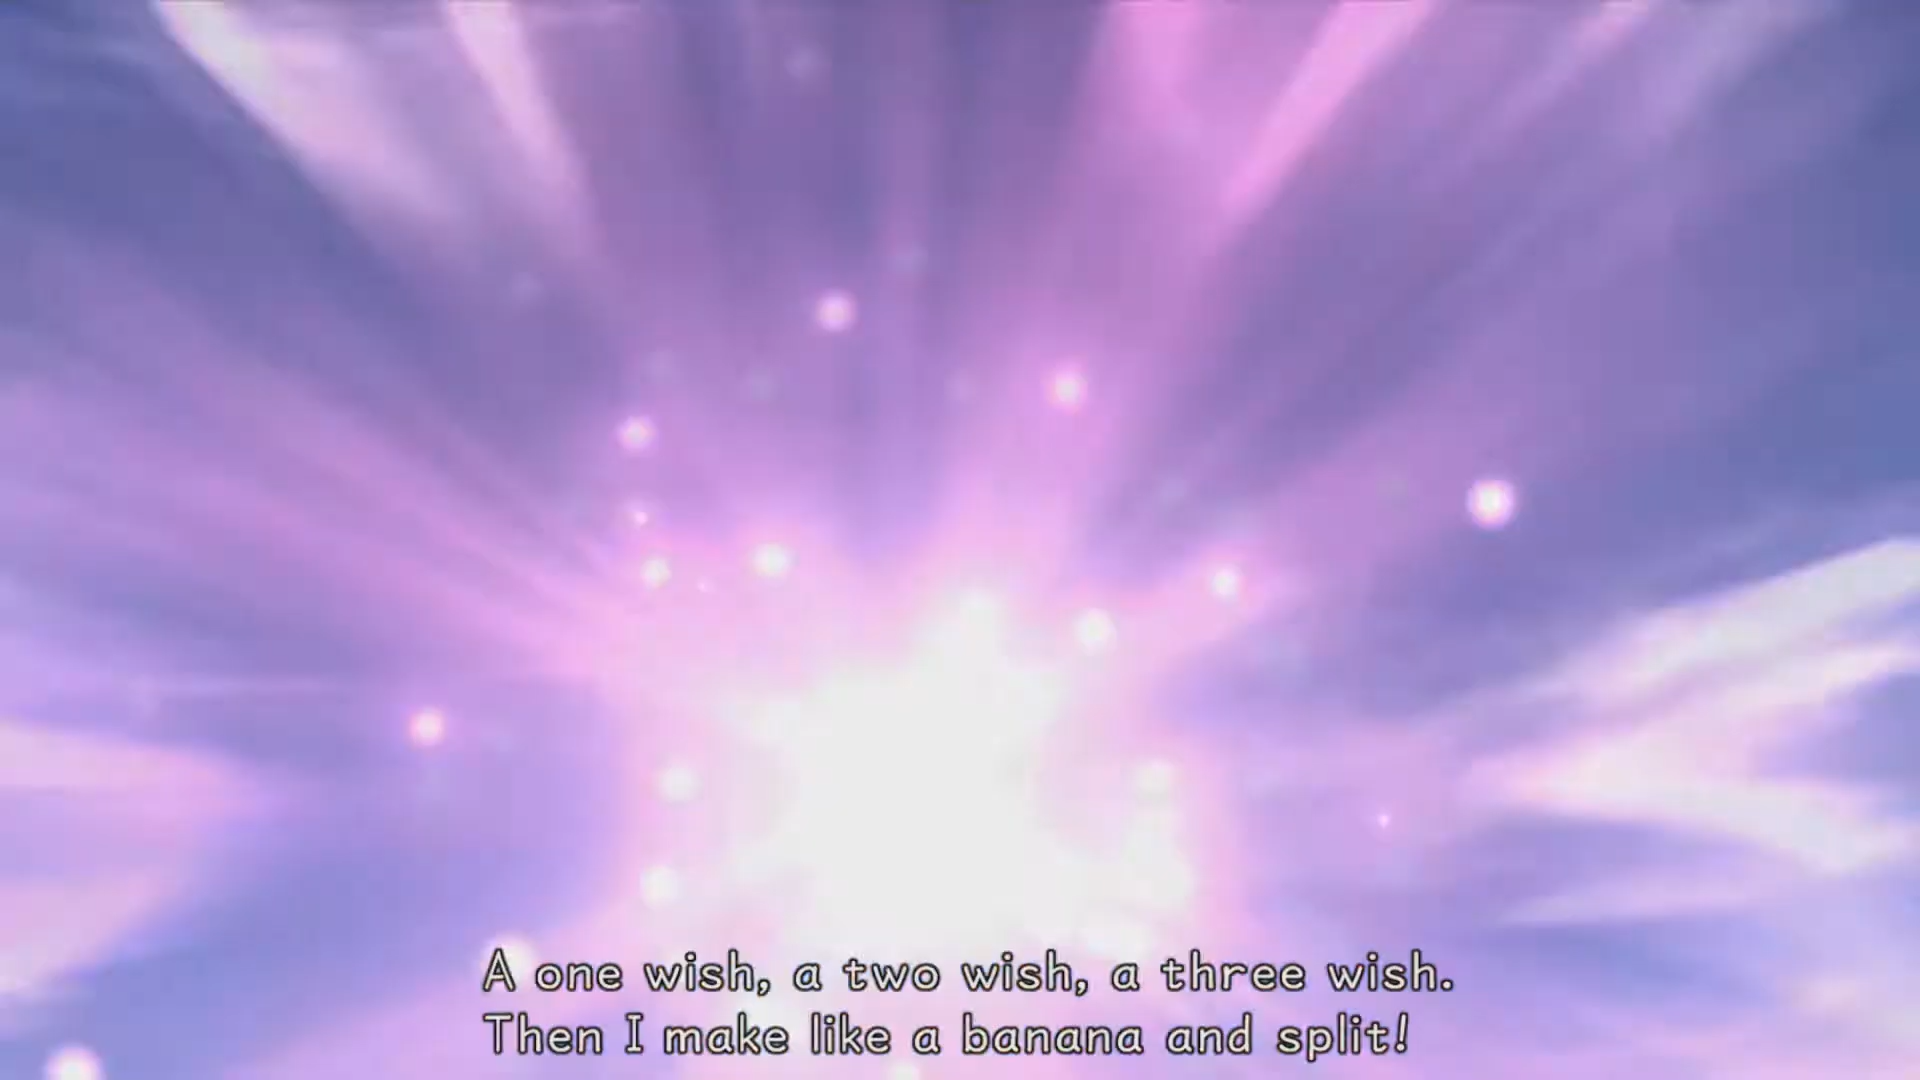 A one wish, a two wish, a three wish.
Then I make like a banana and split!